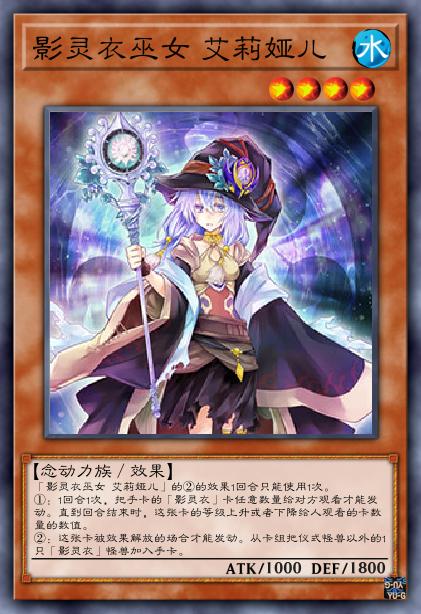 影灵衣巫女 艾莉娅儿
水
【念动力族／效果】
「影灵衣巫女 艾莉娅儿」的②的效果1回合只能使用1次。
①：1回合1次，把手卡的「影灵衣」卡任意数量给对方观看才能发
动。直到回合结束时，这张卡的等级上升或者下降给人观看的卡数
量的数值。
②：这张卡被效果解放的场合才能发动。从卡组把仪式怪兽以外的1
只「影灵衣」怪兽加入手卡。
ATK/1000 DEF/1800